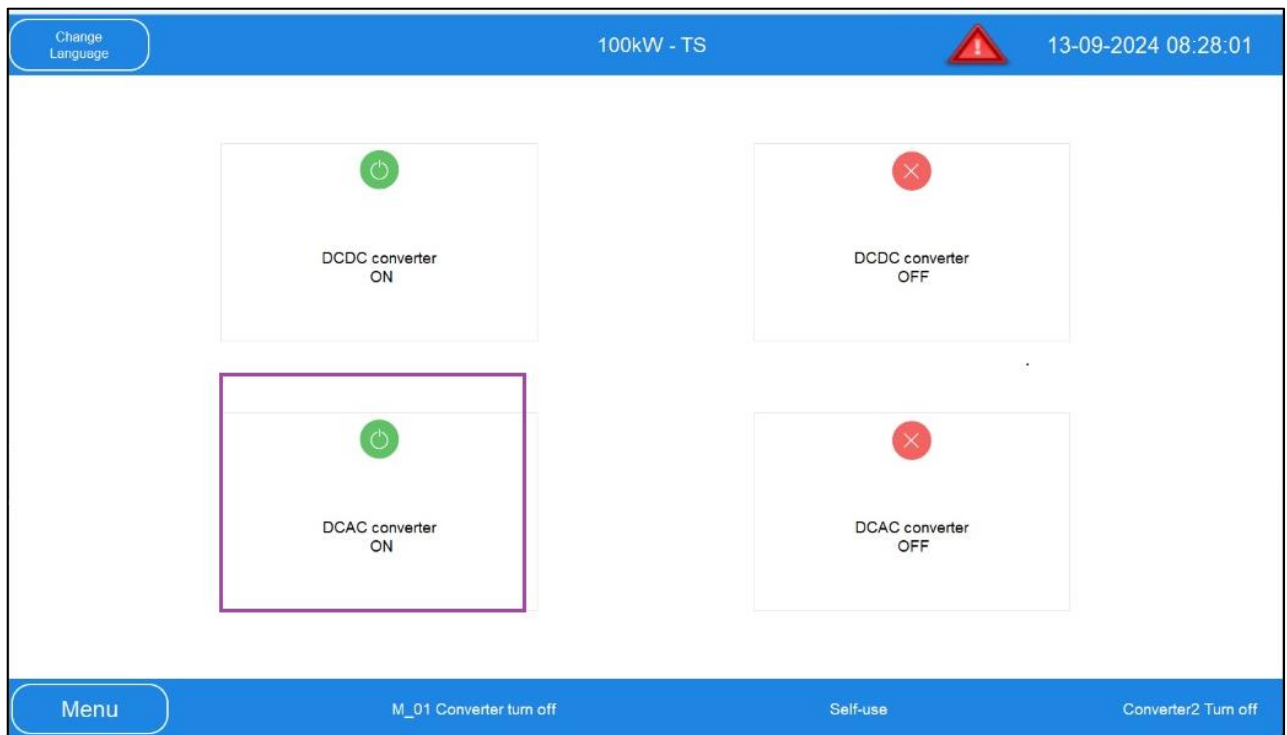 Change
Language
100kW - TS
13-09-2024 08:28:01
DCDC converter
ON
DCDC converter
OFF
DCAC converter
ON
DCAC converter
OFF
Menu
M_01 Converter turn off
Self-use
Converter2 Turn off